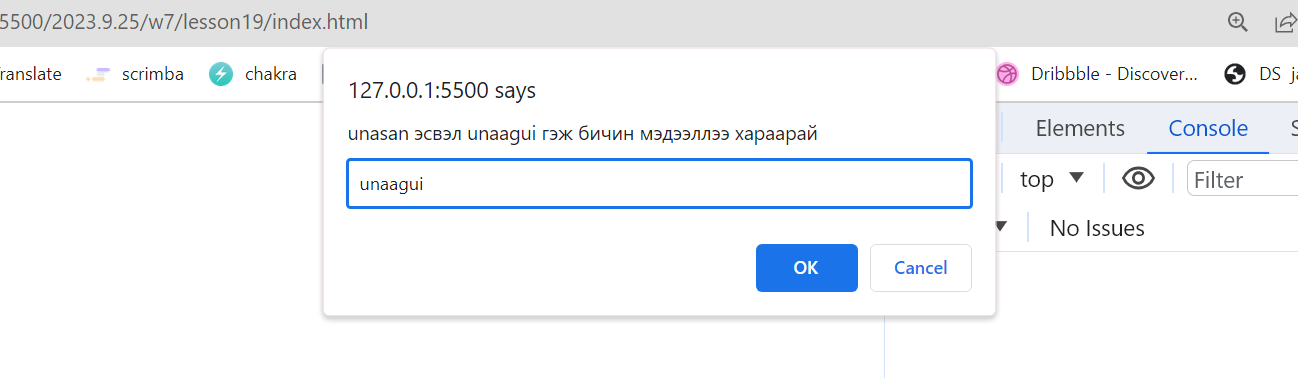 5500/2023.9.25/w7/lesson19/index.html
ranslate scrimba chakra Dribbble - Discover... DS ja
127.0.0.1:5500 says
unasan эсвэл unaagui гэж бичин мэдээллээ хараарай
unaagui
OK Cancel
Elements Console S
top Filter
No Issues